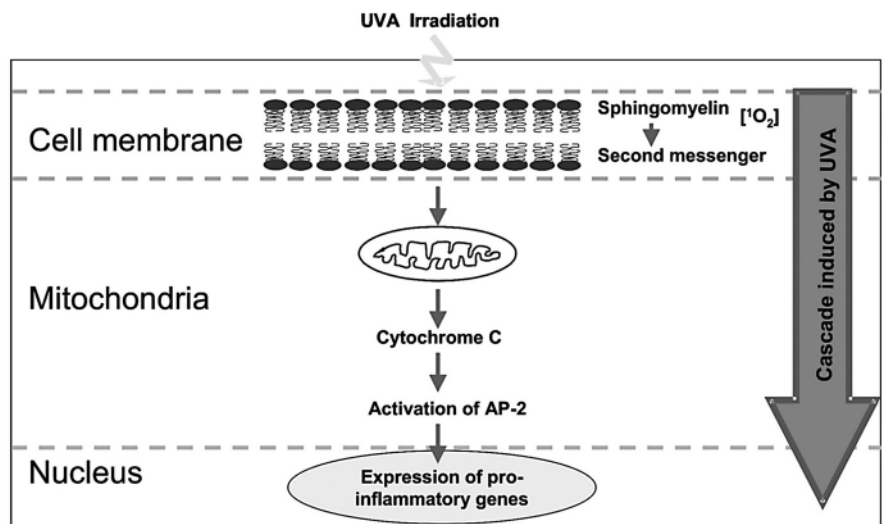 UVA Irradiation
Cell membrane
Sphingomyelin
[¹O₂]
Second messenger
Mitochondria
Cytochrome C
Activation of AP-2
Nucleus
Expression of pro-
inflammatory genes
Cascade induced by UVA